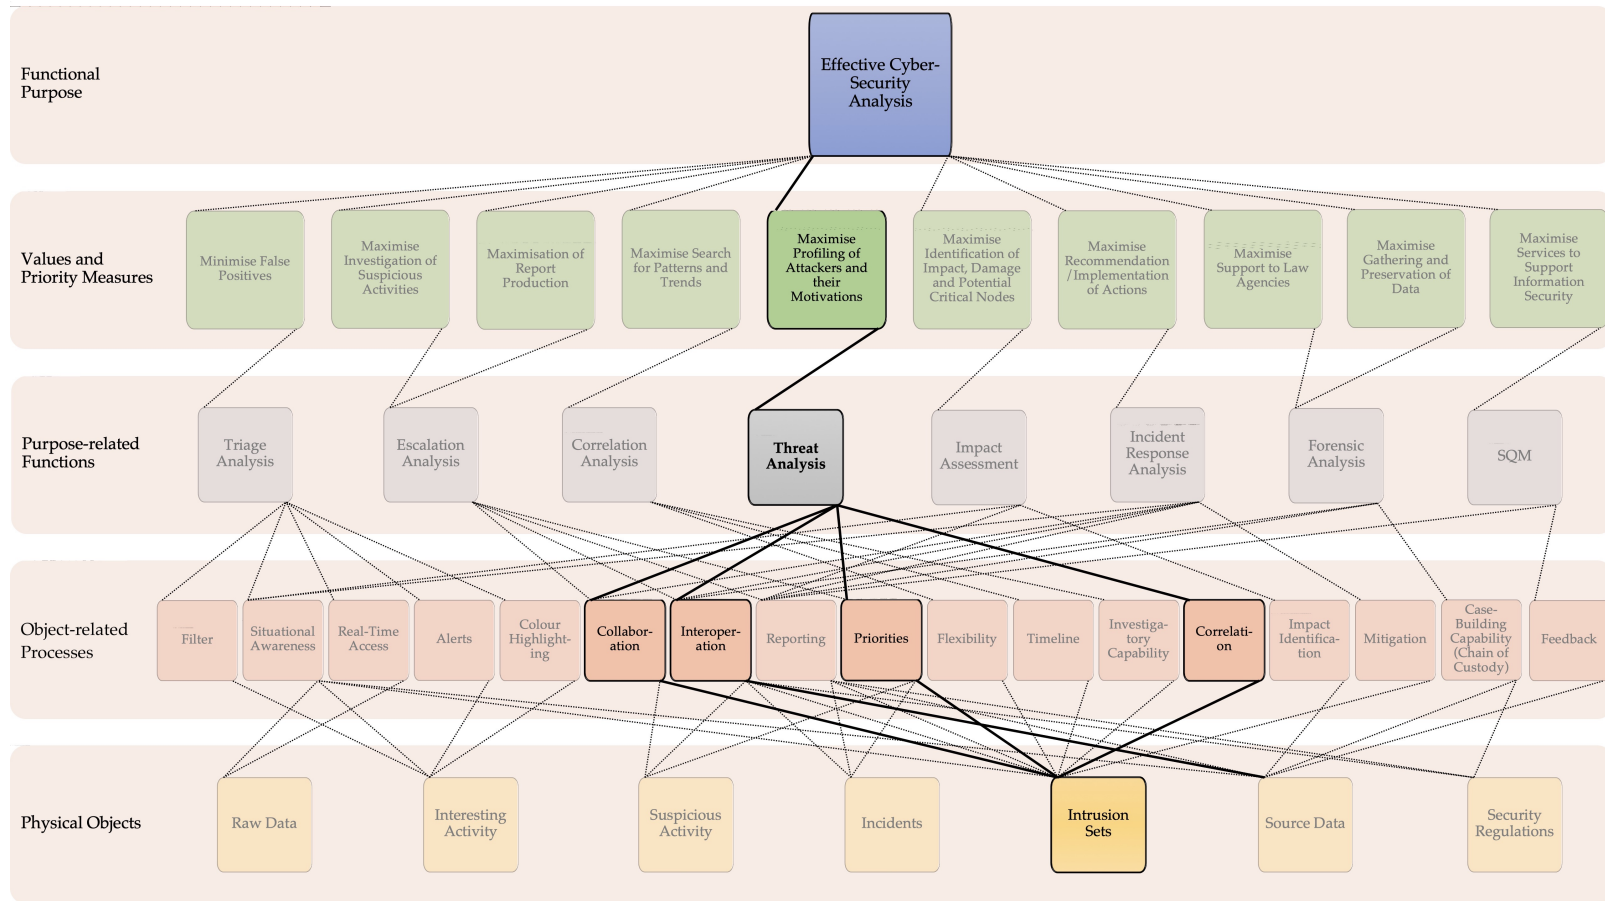 Functional
Purpose
Effective Cyber-
Security
Analysis
Values and
Priority Measures
Minimise False
Positives
Maximise
Investigation of
Suspicious
Activities
Maximisation of
Report
Production
Maximise Search
for Patterns and
Trends
Maximise
Profiling of
Attackers and
their
Motivations
Maximise
Identification of
Impact, Damage
and Potential
Critical Nodes
Maximise
Recommendation
/Implementation
of Actions
Maximise
Support to Law
Agencies
Maximise
Gathering and
Preservation of
Data
Maximise
Services to
Support
Information
Security
Purpose-related
Functions
Triage
Analysis
Escalation
Analysis
Correlation
Analysis
Threat
Analysis
Impact
Assessment
Incident
Response
Analysis
Forensic
Analysis
SQM
Object-related
Processes
Filter
Situational
Awareness
Real-Time
Access
Alerts
Colour
Highlight-
ing
Collabor-
ation
Interoper-
ation
Reporting
Priorities
Flexibility
Timeline
Investiga-
tory
Capability
Correlati-
on
Impact
Identifica-
tion
Mitigation
Case-
Building
Capability
(Chain of
Custody)
Feedback
Physical Objects
Raw Data
Interesting
Activity
Suspicious
Activity
Incidents
Intrusion
Sets
Source Data
Security
Regulations